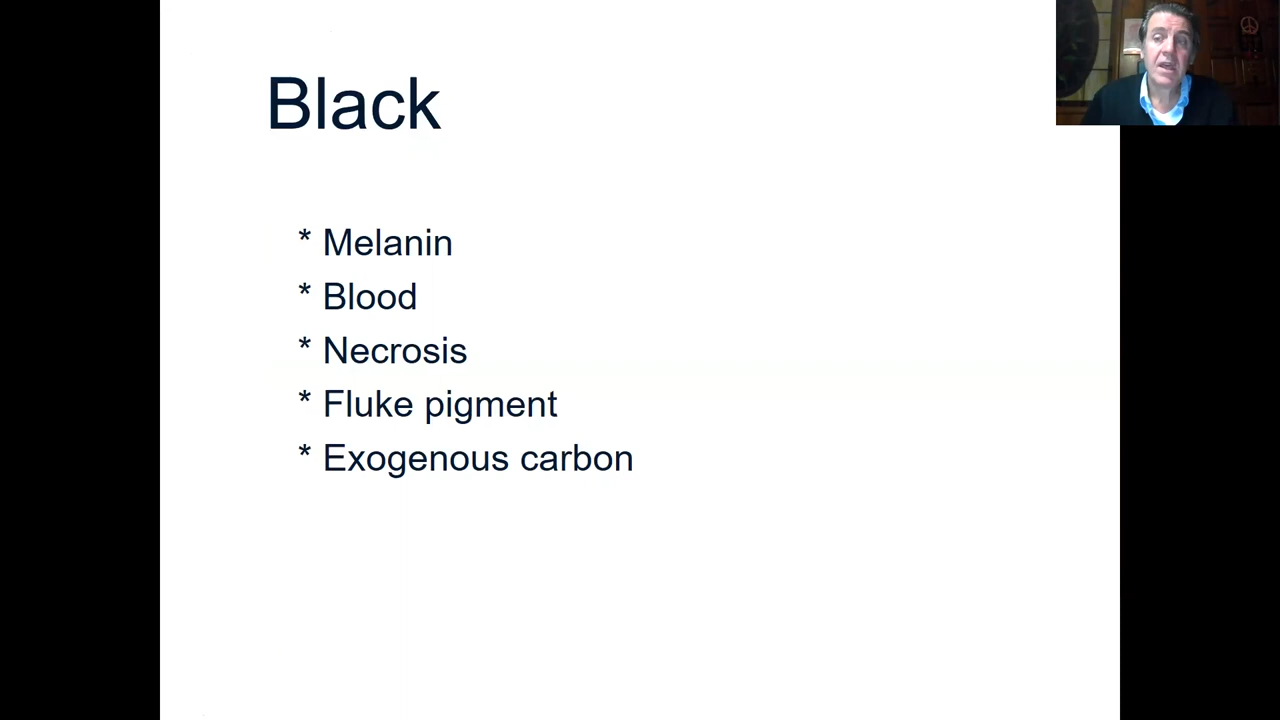 Black
* Melanin
* Blood
* Necrosis
* Fluke pigment
* Exogenous carbon